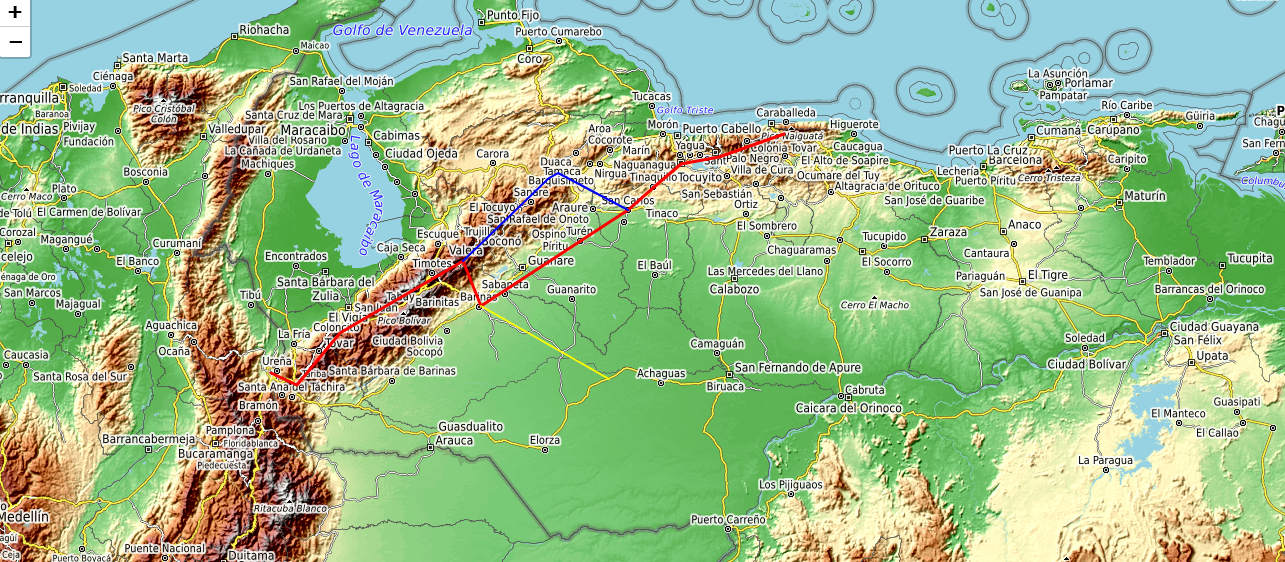 +
−
Riohacha
Golfo de Venezuela
Punto Fijo
Puerto Cumarebo
Maicao
Santa Marta
Coro
Ciénaga
Soledad
San Rafael del Moján
La Asunción
Porlamar
Pampatar
rranquilla
Baranoa
Pico Cristóbal
Colón
Los Puertos de Altagracia
Santa Cruz de Mara
Tucacas
Golfo Triste
Caraballeda
Río Caribe
de Indias
Pivijay
Fundación
Valledupar
Maracaibo
Cabimas
Aroa
Morón
Puerto Cabello
Higuerote
Cumaná
Carúpano
Güiria
Villa del Rosario
La Cañada de Urdaneta
Machiques
Ciudad Ojeda
Carora
Cocorote
Marín
Yagua
Colonia Tovar
Caucagua
Puerto La Cruz
Barcelona
San Fern
Bosconia
Lago de Maracaibo
Duaca
Tamaca
Nirgua
Naguanagua
Tinaquillo
Tocuyito
Palo Negro
Villa de Cura
El Alto de Soapire
Ocumare del Tuy
Lechería
Puerto Píritu
Cerro Tristeza
Caripito
Columbu
Cerro Maco
Plato
El Carmen de Bolívar
Sanare
San Carlos
San Sebastián
Ortiz
Altagracia de Orituco
San José de Guaribe
Maturín
Corozal
Magangué
El Tocuyo
San Rafael de Onoto
Araure
Tinaco
El Sombrero
Tucupido
Zaraza
Anaco
celejo
Curumaní
Escuque
Trujillo
Ospino
Turén
Boconó
Píritu
Chaguaramas
El Socorro
Cantaura
El Banco
Encontrados
Caja Seca
Valera
Timotes
Guanare
El Baúl
Las Mercedes del Llano
Calabozo
Pariaguán
El Tigre
San José de Guanipa
Temblador
Tucupita
San Marcos
Majagual
Tibú
Santa Bárbara del
Zulia
Tabay
Barinitas
Sabaneta
Guanarito
Cerro El Macho
Barrancas del Orinoco
Aguachica
Ocaña
La Fría
El Vigía
Coloncito
Pico Bolívar
Ciudad Bolivia
Socopó
Tovar
Camaguán
Soledad
Ciudad Bolívar
Ciudad Guayana
San Félix
Upata
Caucasia
Santa Rosa del Sur
Ureña
Santa Bárbara de Barinas
Achaguas
San Fernando de Apure
Biruaca
Santa Ana del Táchira
Bramón
Cabruta
Caicara del Orinoco
Guasipati
El Manteco
El Callao
Pamplona
Floridablanca
Barrancabermeja
Bucaramanga
Piedecuesta
Guasdualito
Arauca
Elorza
La Paragua
Los Pijiguaos
Ritacuba Blanco
Medellín
Puerto Carreño
Ceja
Puerto Boyacá
Puente Nacional
Duitama